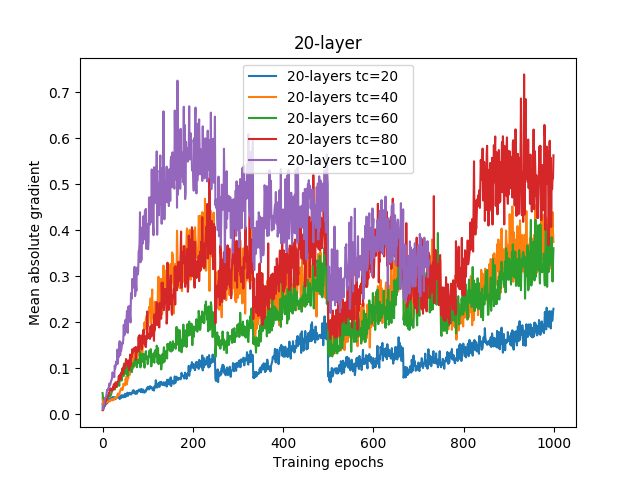 20-layer
20-layers tc=20
20-layers tc=40
20-layers tc=60
20-layers tc=80
20-layers tc=100
Mean absolute gradient
0.7
0.6
0.5
0.4
0.3
0.2
0.1
0.0
0 200 400 600 800 1000
Training epochs